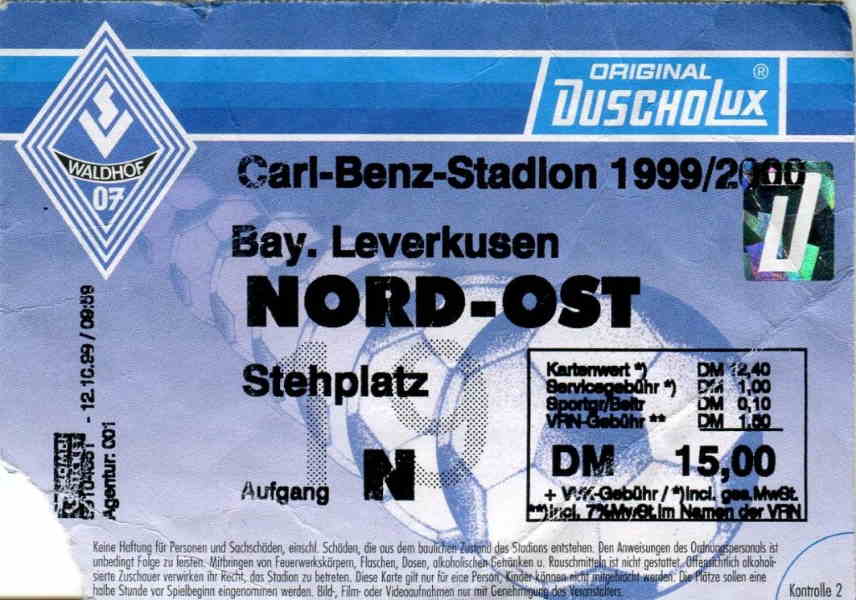 ORIGINAL ®
DUSCHOLUX
SV
WALDHOF
07
Carl-Benz-Stadion 1999/2000
Bay. Leverkusen
NORD-OST
19
Stehplatz
Aufgang N
Kartenwert *) DM 12,40
Servicegebühr *) DM 1,00
Sportgr/Beitr DM 0,10
VRN-Gebühr ** DM 1,50
DM 15,00
+ VVK-Gebühr / *)incl. ges.MwSt.
**)incl. 7%MwSt.im Namen der VRN
- 12.10.99 / 09:59
Agentur: 001
Keine Haftung für Personen und Sachschäden, einschl. Schäden, die aus dem baulichen Zustand des Stadions entstehen. Den Anweisungen des Ordnungspersonals ist
unbedingt Folge zu leisten. Mitbringen von Feuerwerkskörpern, Flaschen, Dosen, alkoholischen Getränken u. Rauschmitteln ist nicht gestattet. Offensichtlich alkoholi-
sierte Zuschauer verwirken ihr Recht, das Stadion zu betreten. Diese Karte gilt nur für eine Person, Kinder können nicht mitgebracht werden. Die Plätze sollen eine
halbe Stunde vor Spielbeginn eingenommen werden. Bild-, Film- oder Videoaufnahmen nur mit Genehmigung des Veranstalters.
Kontrolle 2